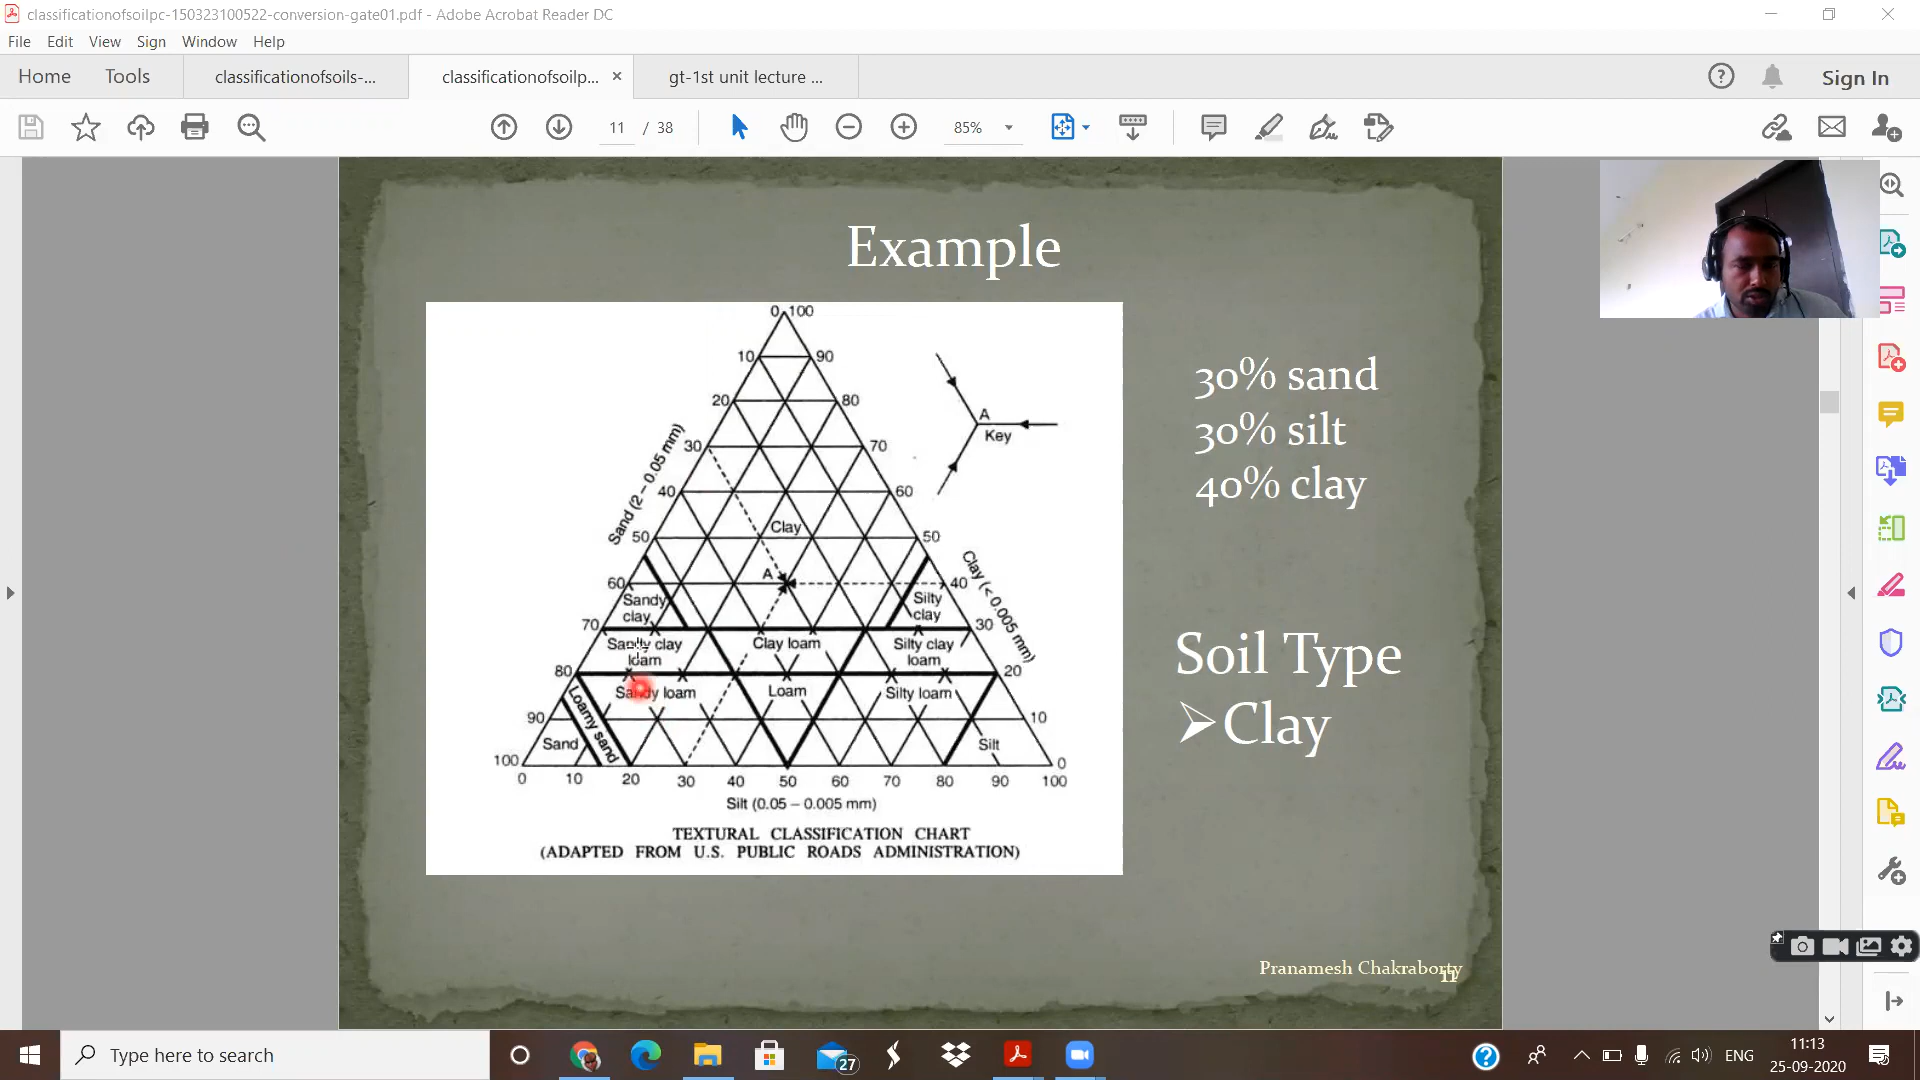 classificationofsoilpc-150323100522-conversion-gate01.pdf - Adobe Acrobat Reader DC
File Edit View Sign Window Help
Home Tools classificationofsoils-... classificationofsoilp... × gt-1st unit lecture ... Sign In
11 / 38 85%
Example
0 100
10 90
20 80
30 70
40 60
50 50
60 40
70 30
80 20
90 10
100 0
0 10 20 30 40 50 60 70 80 90 100
Sand (2 – 0.05 mm)
Clay (< 0.005 mm)
Silt (0.05 – 0.005 mm)
A
Key
Clay
A
Sandy clay
Silty clay
Sandy clay loam
Clay loam
Silty clay loam
Sandy loam
Loam
Silty loam
Loamy sand
Sand
Silt
TEXTURAL CLASSIFICATION CHART
(ADAPTED FROM U.S. PUBLIC ROADS ADMINISTRATION)
30% sand
30% silt
40% clay
Soil Type
➢Clay
Pranamesh Chakraborty
11
Type here to search
27
ENG
11:13
25-09-2020